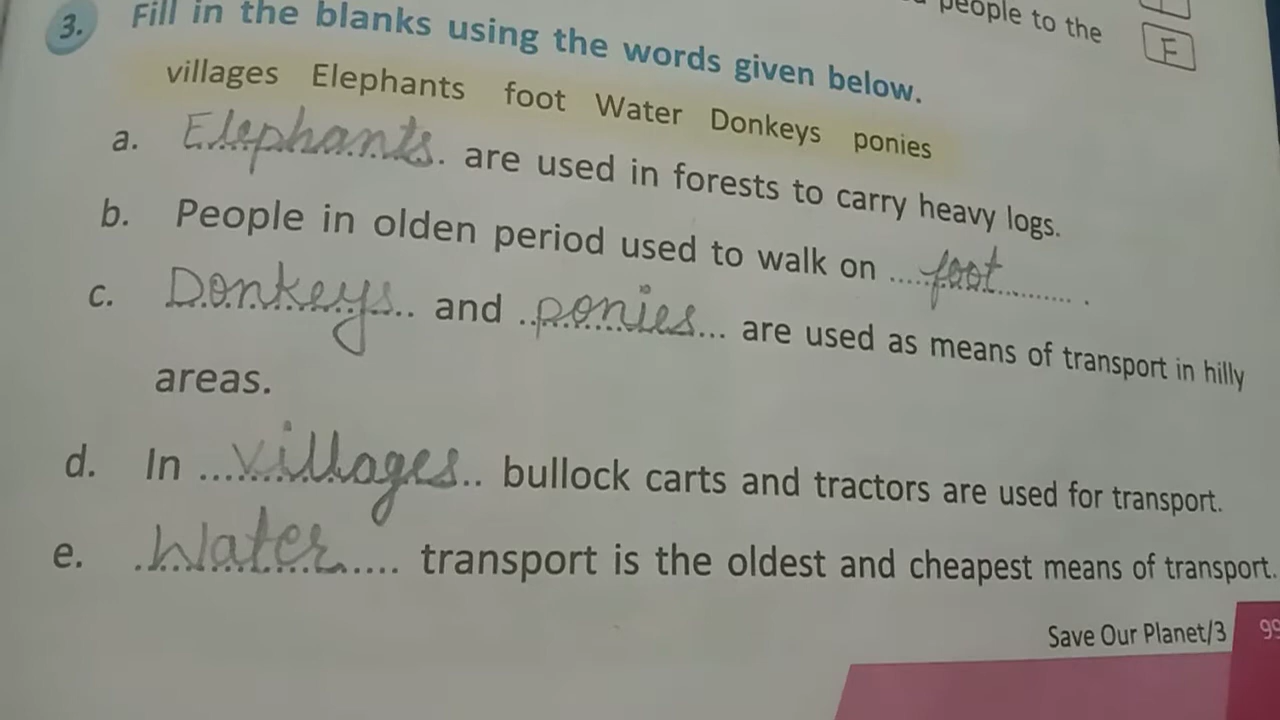 people to the
F
3. Fill in the blanks using the words given below.
villages Elephants foot Water Donkeys ponies
a. Elephants. are used in forests to carry heavy logs.
b. People in olden period used to walk on .....foot.......... .
c. Donkeys.. and ..ponies... are used as means of transport in hilly
areas.
d. In ...villages.. bullock carts and tractors are used for transport.
e. .Water..... transport is the oldest and cheapest means of transport.
Save Our Planet/3 99